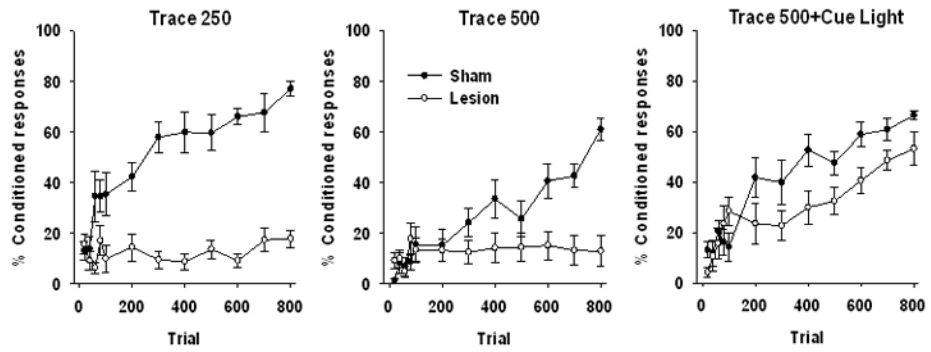 Trace 250
% Conditioned responses
100
80
60
40
20
0
0 200 400 600 800
Trial
Trace 500
% Conditioned responses
100
80
60
40
20
0
Sham
Lesion
0 200 400 600 800
Trial
Trace 500+Cue Light
% Conditioned responses
100
80
60
40
20
0
0 200 400 600 800
Trial